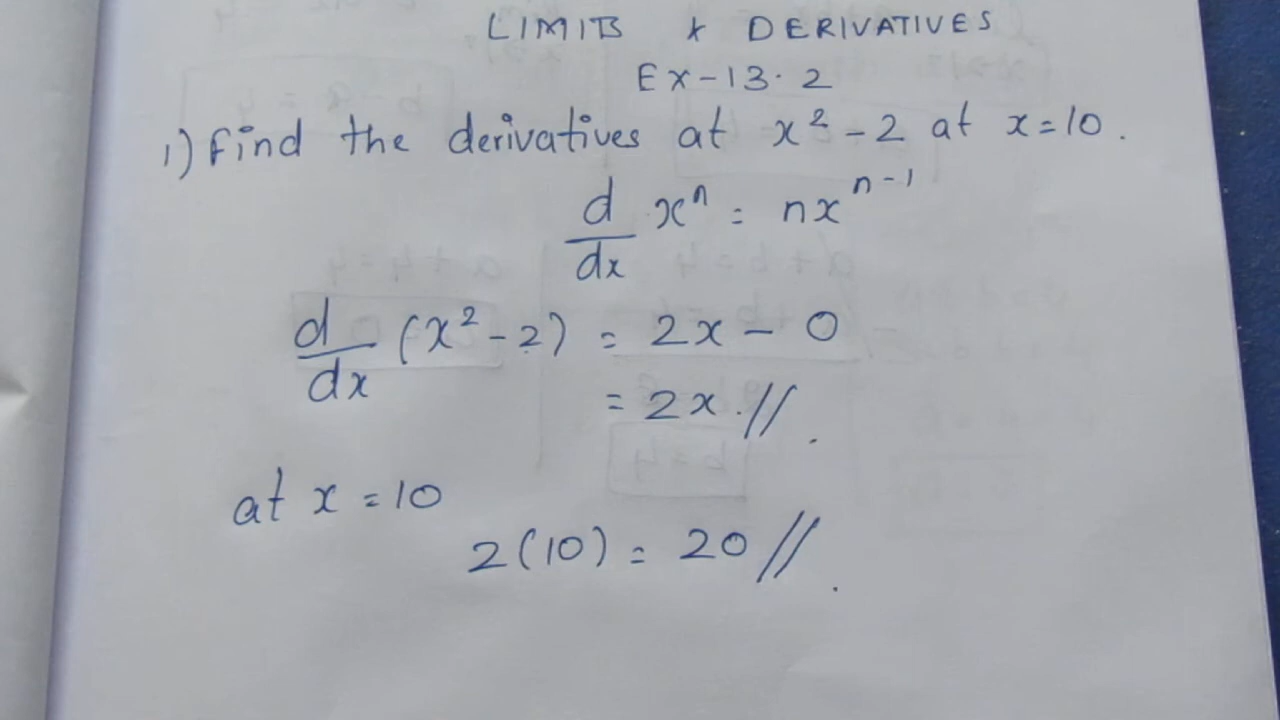 LIMITS & DERIVATIVES
Ex-13.2
1) Find the derivatives at x² - 2 at x = 10.
d/dx xⁿ = nxⁿ⁻¹
d/dx (x² - 2) = 2x - 0
= 2x.//.
at x = 10
2(10) = 20//.